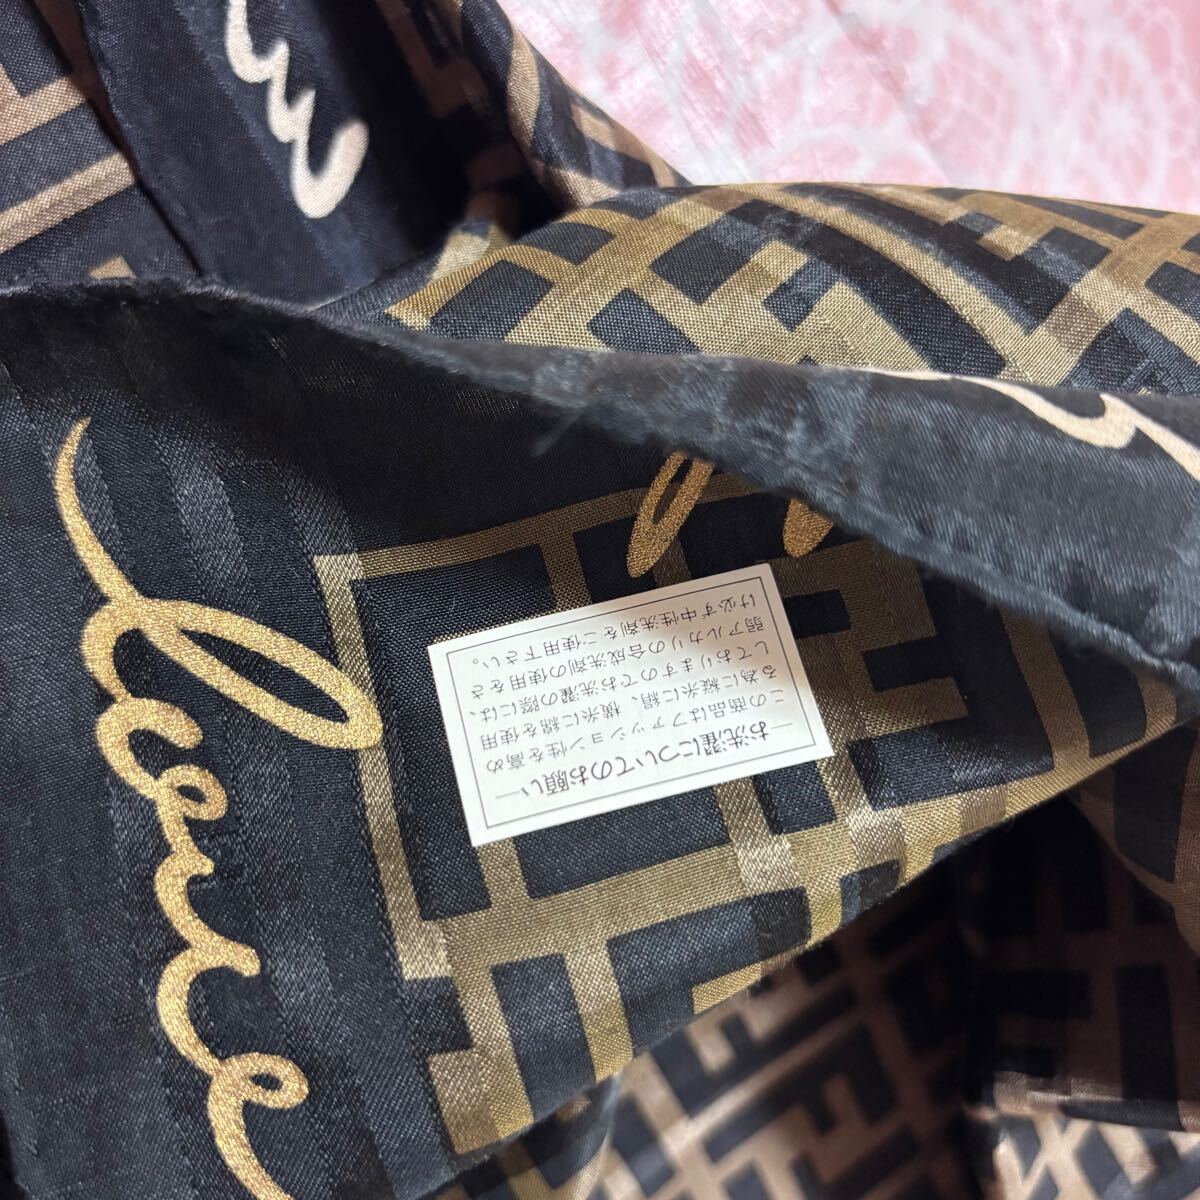 ―お洗濯についてのお願い―
この商品はファッション性を高め
る為に縦糸に絹、横糸に綿を使用
しておりますのでお洗濯の際には、
弱アルカリの合成洗剤の使用をさ
け必ず中性洗剤をご使用下さい。